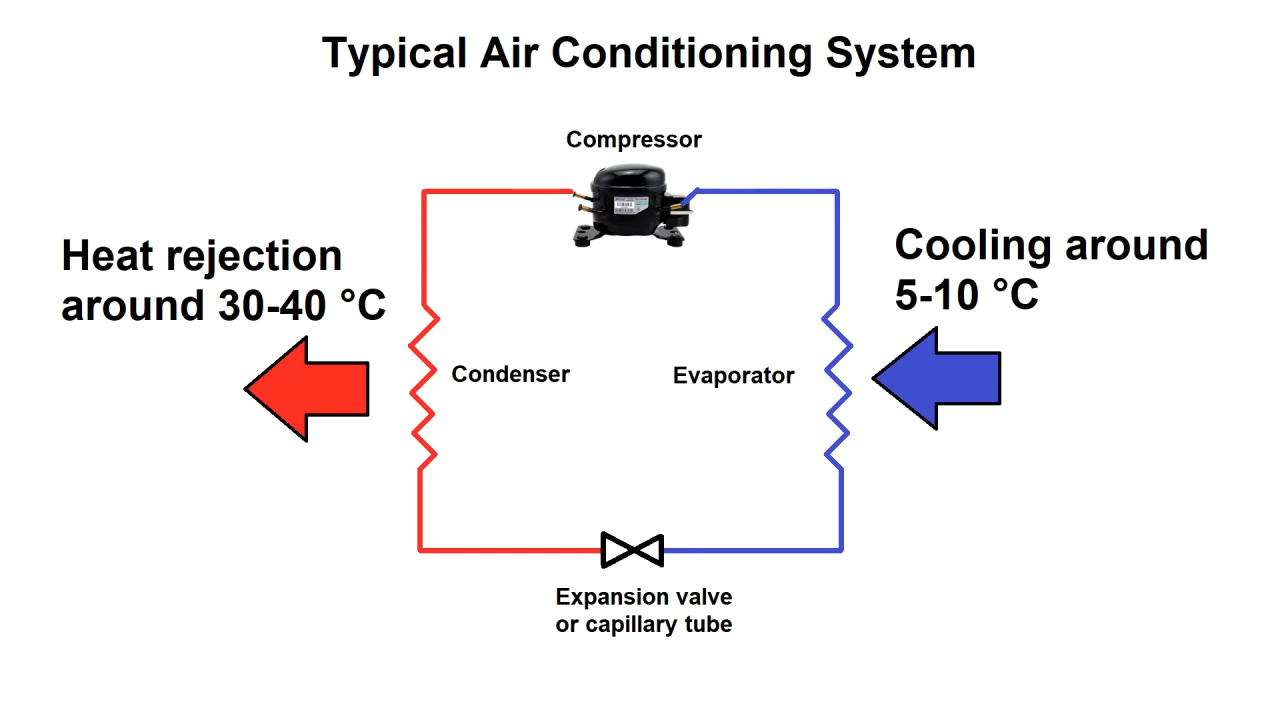 Typical Air Conditioning System
Compressor
Heat rejection
around 30-40 °C
Cooling around
5-10 °C
Condenser
Evaporator
Expansion valve
or capillary tube